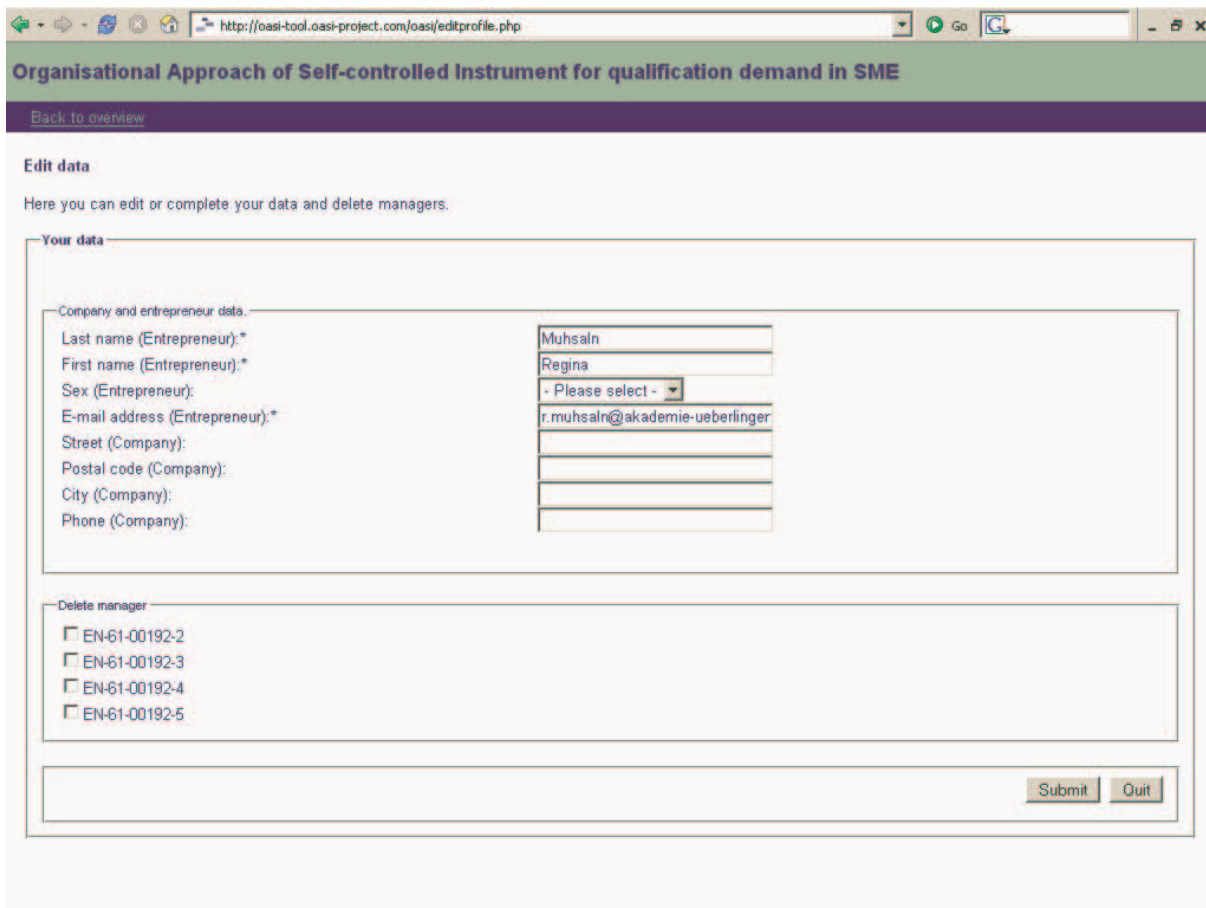 http://oasi-tool.oasi-project.com/oasi/editprofile.php Go G
Organisational Approach of Self-controlled Instrument for qualification demand in SME
Back to overview
Edit data
Here you can edit or complete your data and delete managers.
Your data
Company and entrepreneur data.
Last name (Entrepreneur):* Muhsaln
First name (Entrepreneur):* Regina
Sex (Entrepreneur): - Please select -
E-mail address (Entrepreneur):* r.muhsaln@akademie-ueberlinger
Street (Company):
Postal code (Company):
City (Company):
Phone (Company):
Delete manager
EN-61-00192-2
EN-61-00192-3
EN-61-00192-4
EN-61-00192-5
Submit Quit